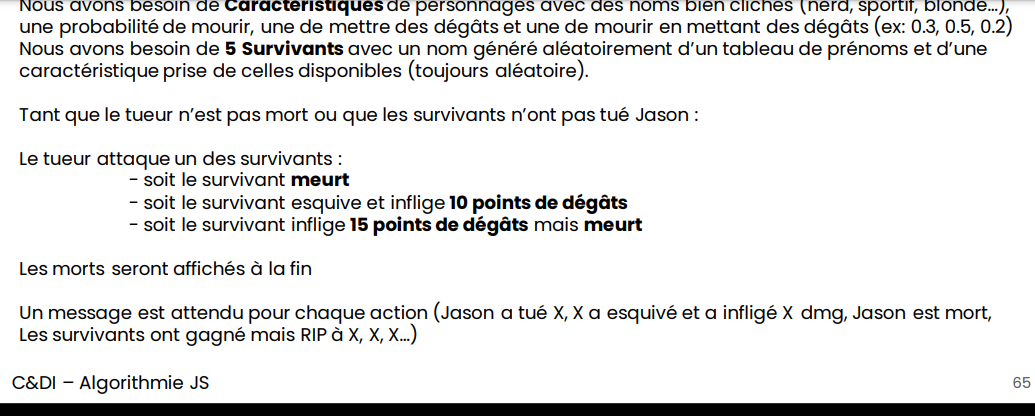 Nous avons besoin de Caractéristiques de personnages avec des noms bien clichés (nerd, sportif, blonde...),
une probabilité de mourir, une de mettre des dégâts et une de mourir en mettant des dégâts (ex: 0.3, 0.5, 0.2)
Nous avons besoin de 5 Survivants avec un nom généré aléatoirement d'un tableau de prénoms et d'une
caractéristique prise de celles disponibles (toujours aléatoire).
Tant que le tueur n'est pas mort ou que les survivants n'ont pas tué Jason :
Le tueur attaque un des survivants :
- soit le survivant meurt
- soit le survivant esquive et inflige 10 points de dégâts
- soit le survivant inflige 15 points de dégâts mais meurt
Les morts seront affichés à la fin
Un message est attendu pour chaque action (Jason a tué X, X a esquivé et a infligé X dmg, Jason est mort,
Les survivants ont gagné mais RIP à X, X, X...)
C&DI – Algorithmie JS
65